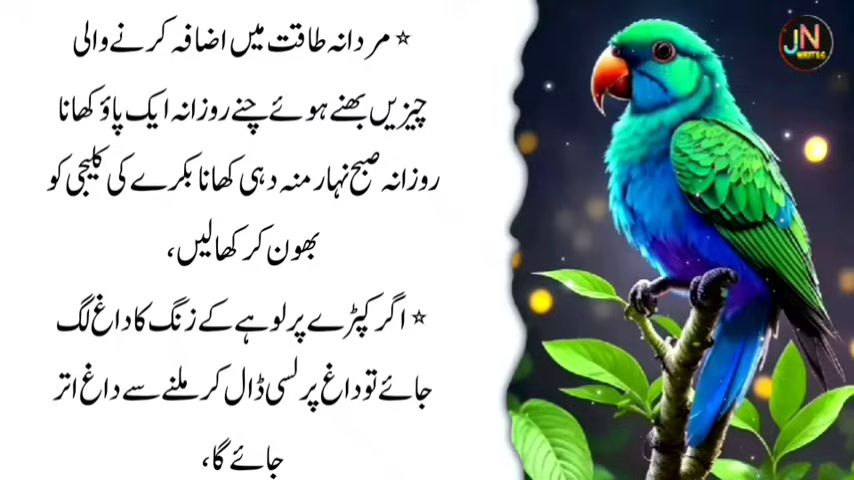 ☆ مردانہ طاقت میں اضافہ کرنے والی
چیزیں بھنے ہوئے چنے روزانہ ایک پاؤ کھانا
روزانہ صبح نہار منہ دہی کھانا بکرے کی کلیجی کو
بھون کر کھالیں،
☆ اگر کپڑے پر لوہے کے زنگ کا داغ لگ
جائے تو داغ پر لسی ڈال کر ملنے سے داغ اتر
جائے گا،
JN
WRITES